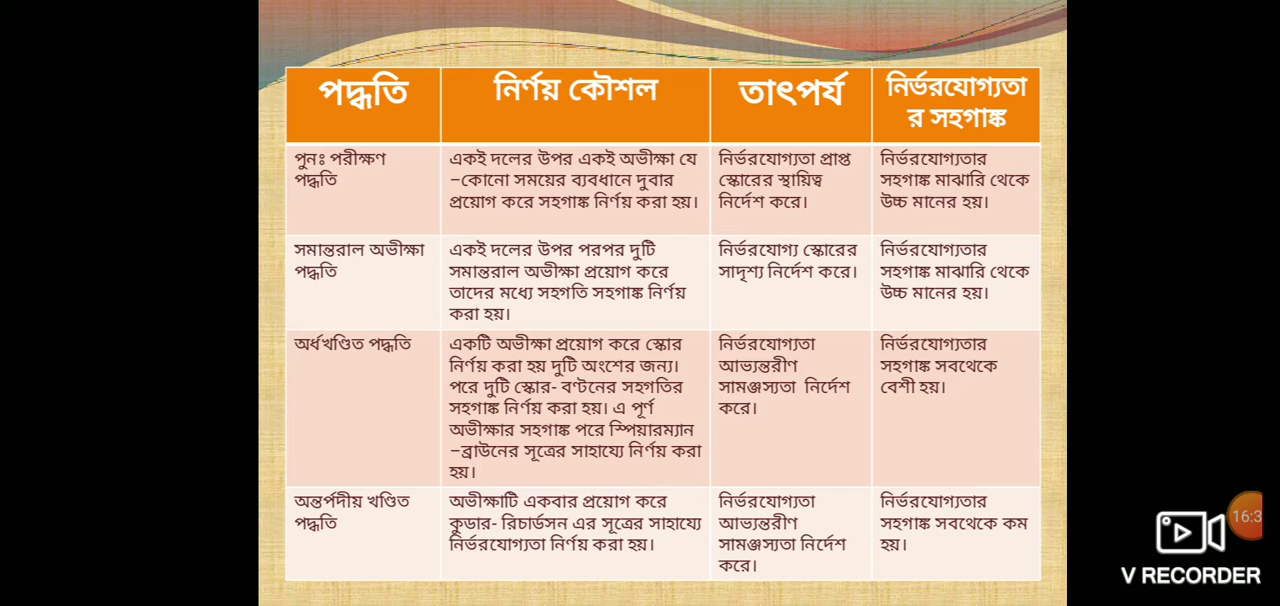 পদ্ধতি
নির্ণয় কৌশল
তাৎপর্য
নির্ভরযোগ্যতা
র সহগাঙ্ক
পুনঃ পরীক্ষণ
পদ্ধতি
একই দলের উপর একই অভীক্ষা যে
–কোনো সময়ের ব্যবধানে দুবার
প্রয়োগ করে সহগাঙ্ক নির্ণয় করা হয়।
নির্ভরযোগ্যতা প্রাপ্ত
স্কোরের স্থায়িত্ব
নির্দেশ করে।
নির্ভরযোগ্যতার
সহগাঙ্ক মাঝারি থেকে
উচ্চ মানের হয়।
সমান্তরাল অভীক্ষা
পদ্ধতি
একই দলের উপর পরপর দুটি
সমান্তরাল অভীক্ষা প্রয়োগ করে
তাদের মধ্যে সহগতি সহগাঙ্ক নির্ণয়
করা হয়।
নির্ভরযোগ্য স্কোরের
সাদৃশ্য নির্দেশ করে।
নির্ভরযোগ্যতার
সহগাঙ্ক মাঝারি থেকে
উচ্চ মানের হয়।
অর্ধখণ্ডিত পদ্ধতি
একটি অভীক্ষা প্রয়োগ করে স্কোর
নির্ণয় করা হয় দুটি অংশের জন্য।
পরে দুটি স্কোর- বণ্টনের সহগতির
সহগাঙ্ক নির্ণয় করা হয়। এ পূর্ণ
অভীক্ষার সহগাঙ্ক পরে স্পিয়ারম্যান
–ব্রাউনের সূত্রের সাহায্যে নির্ণয় করা
হয়।
নির্ভরযোগ্যতা
আভ্যন্তরীণ
সামঞ্জস্যতা নির্দেশ
করে।
নির্ভরযোগ্যতার
সহগাঙ্ক সবথেকে
বেশী হয়।
অন্তর্পদীয় খণ্ডিত
পদ্ধতি
অভীক্ষাটি একবার প্রয়োগ করে
কুডার- রিচার্ডসন এর সূত্রের সাহায্যে
নির্ভরযোগ্যতা নির্ণয় করা হয়।
নির্ভরযোগ্যতা
আভ্যন্তরীণ
সামঞ্জস্যতা নির্দেশ
করে।
নির্ভরযোগ্যতার
সহগাঙ্ক সবথেকে কম
হয়।
16:3
V RECORDER